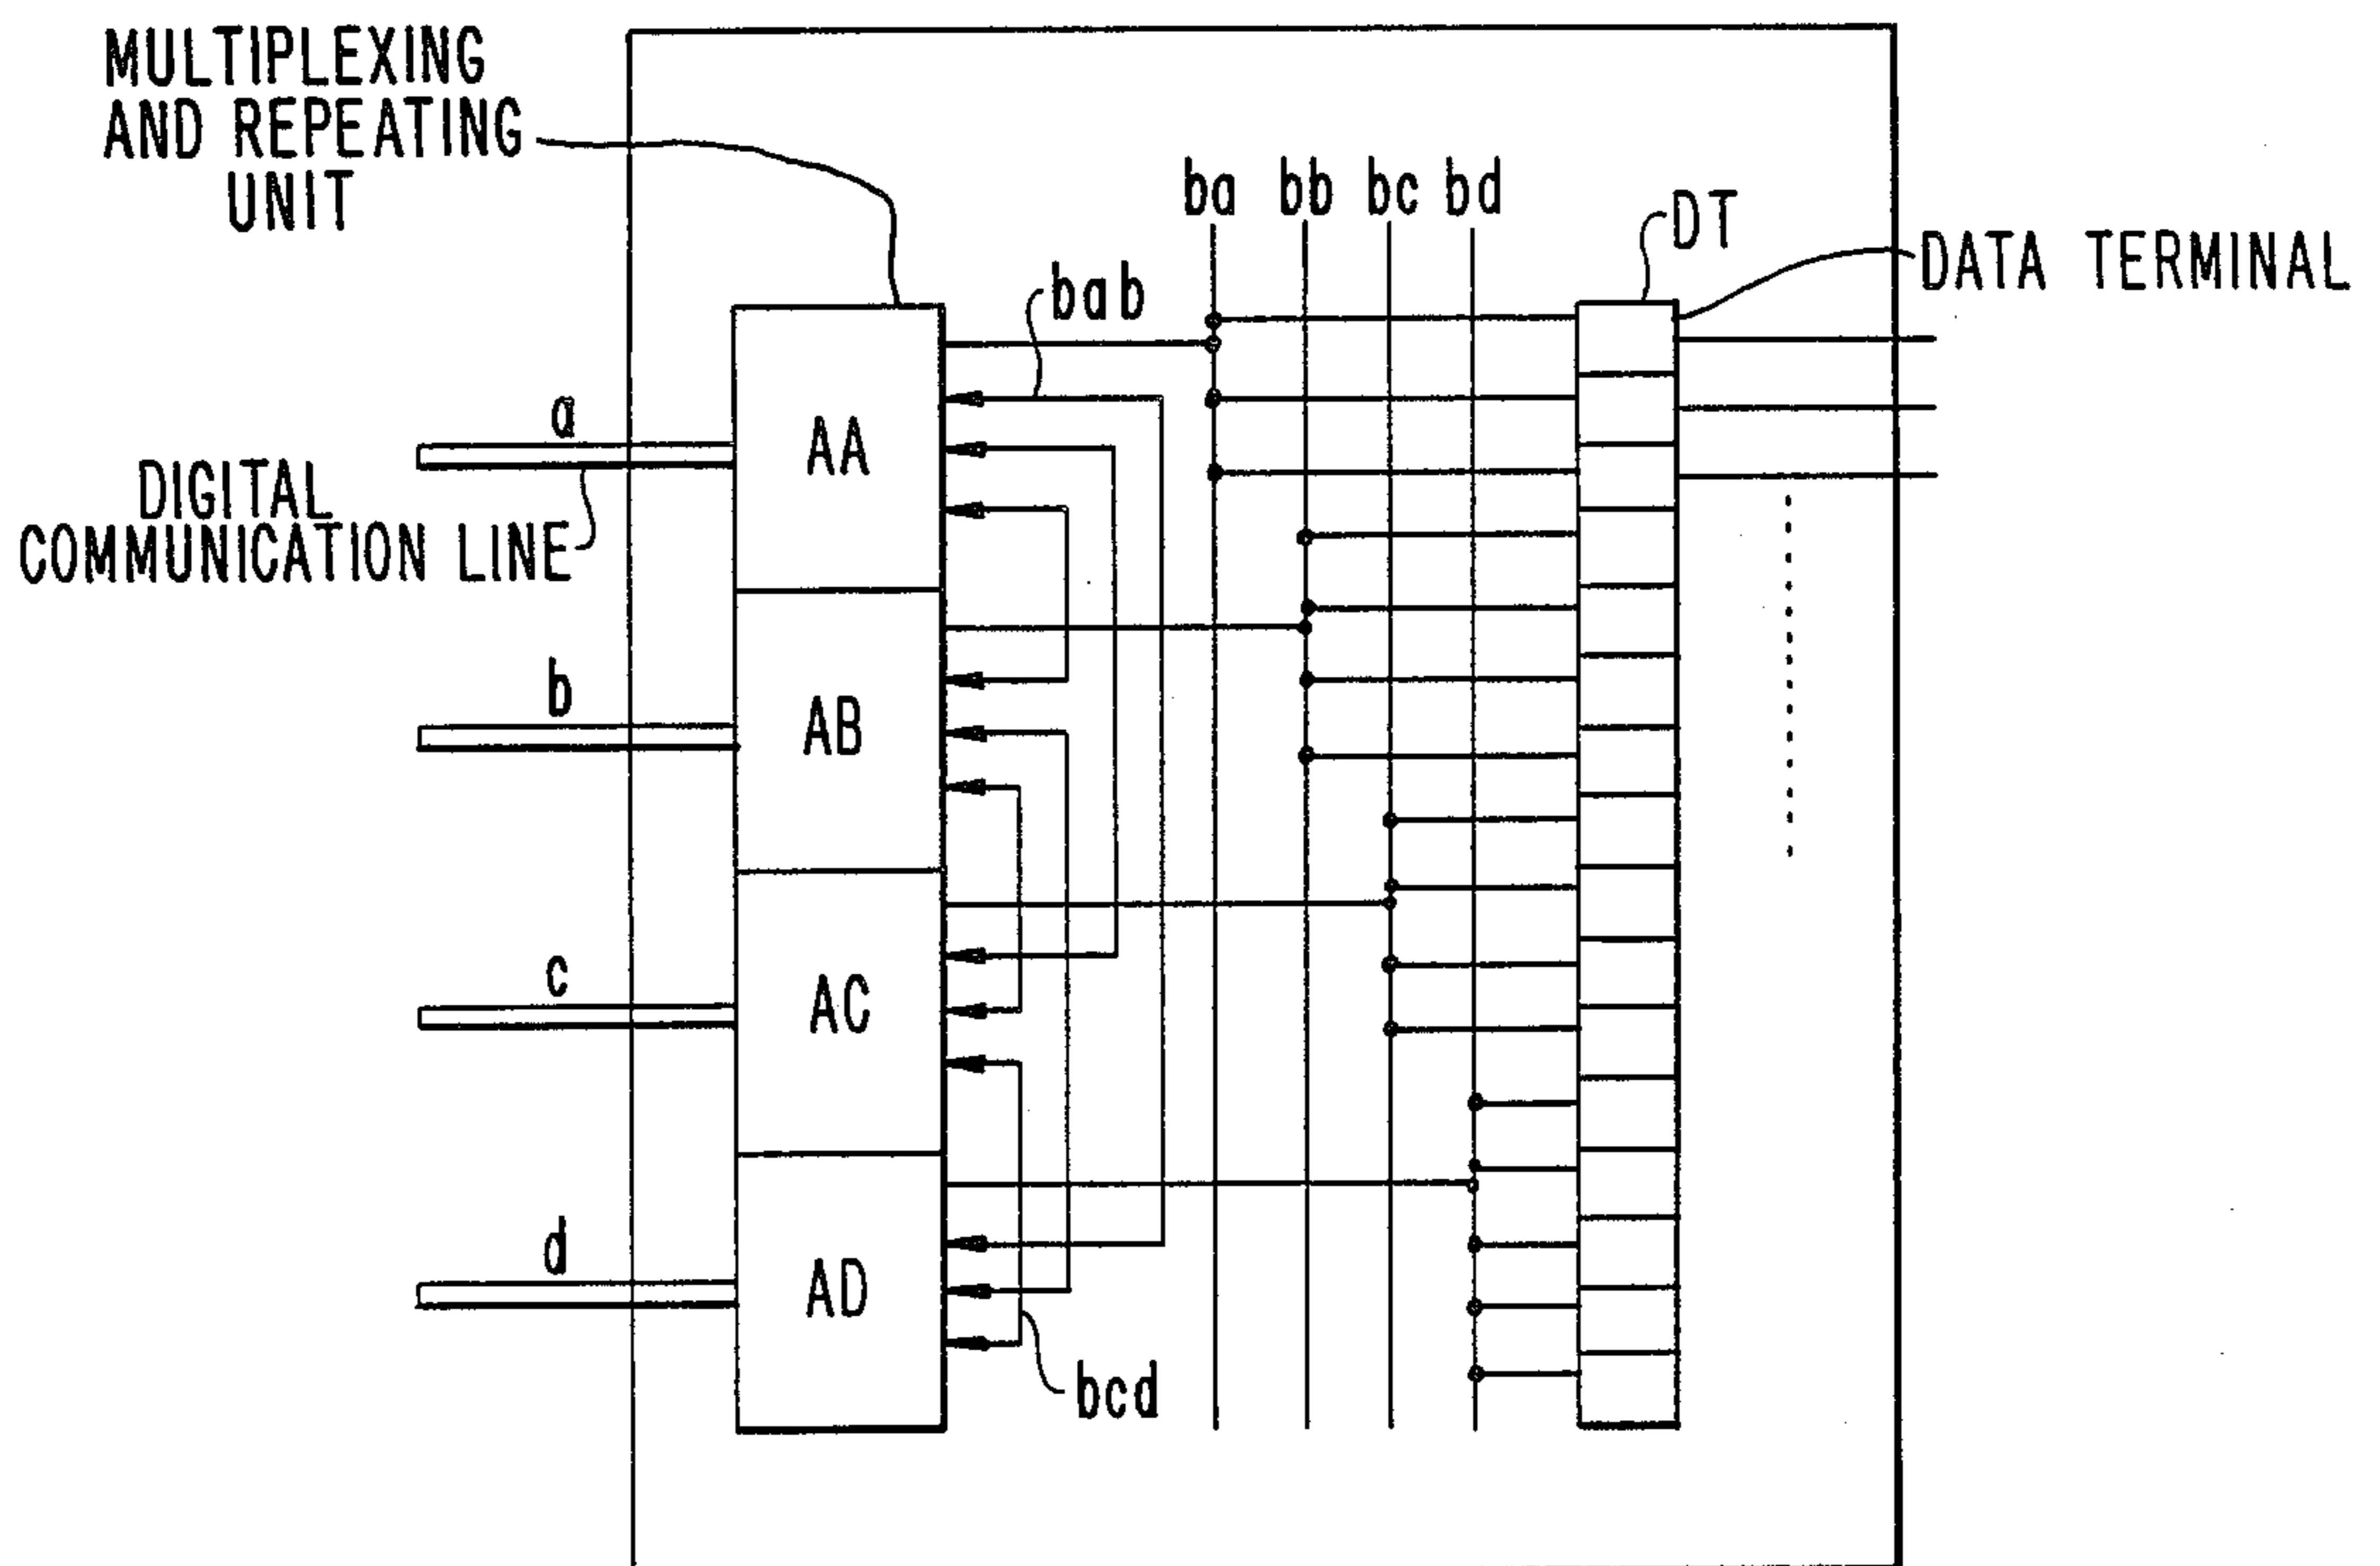 MULTIPLEXING
AND REPEATING
UNIT
ba bb bc bd
DT
DATA TERMINAL
bab
a
AA
DIGITAL
COMMUNICATION LINE
b
AB
c
AC
d
AD
bcd